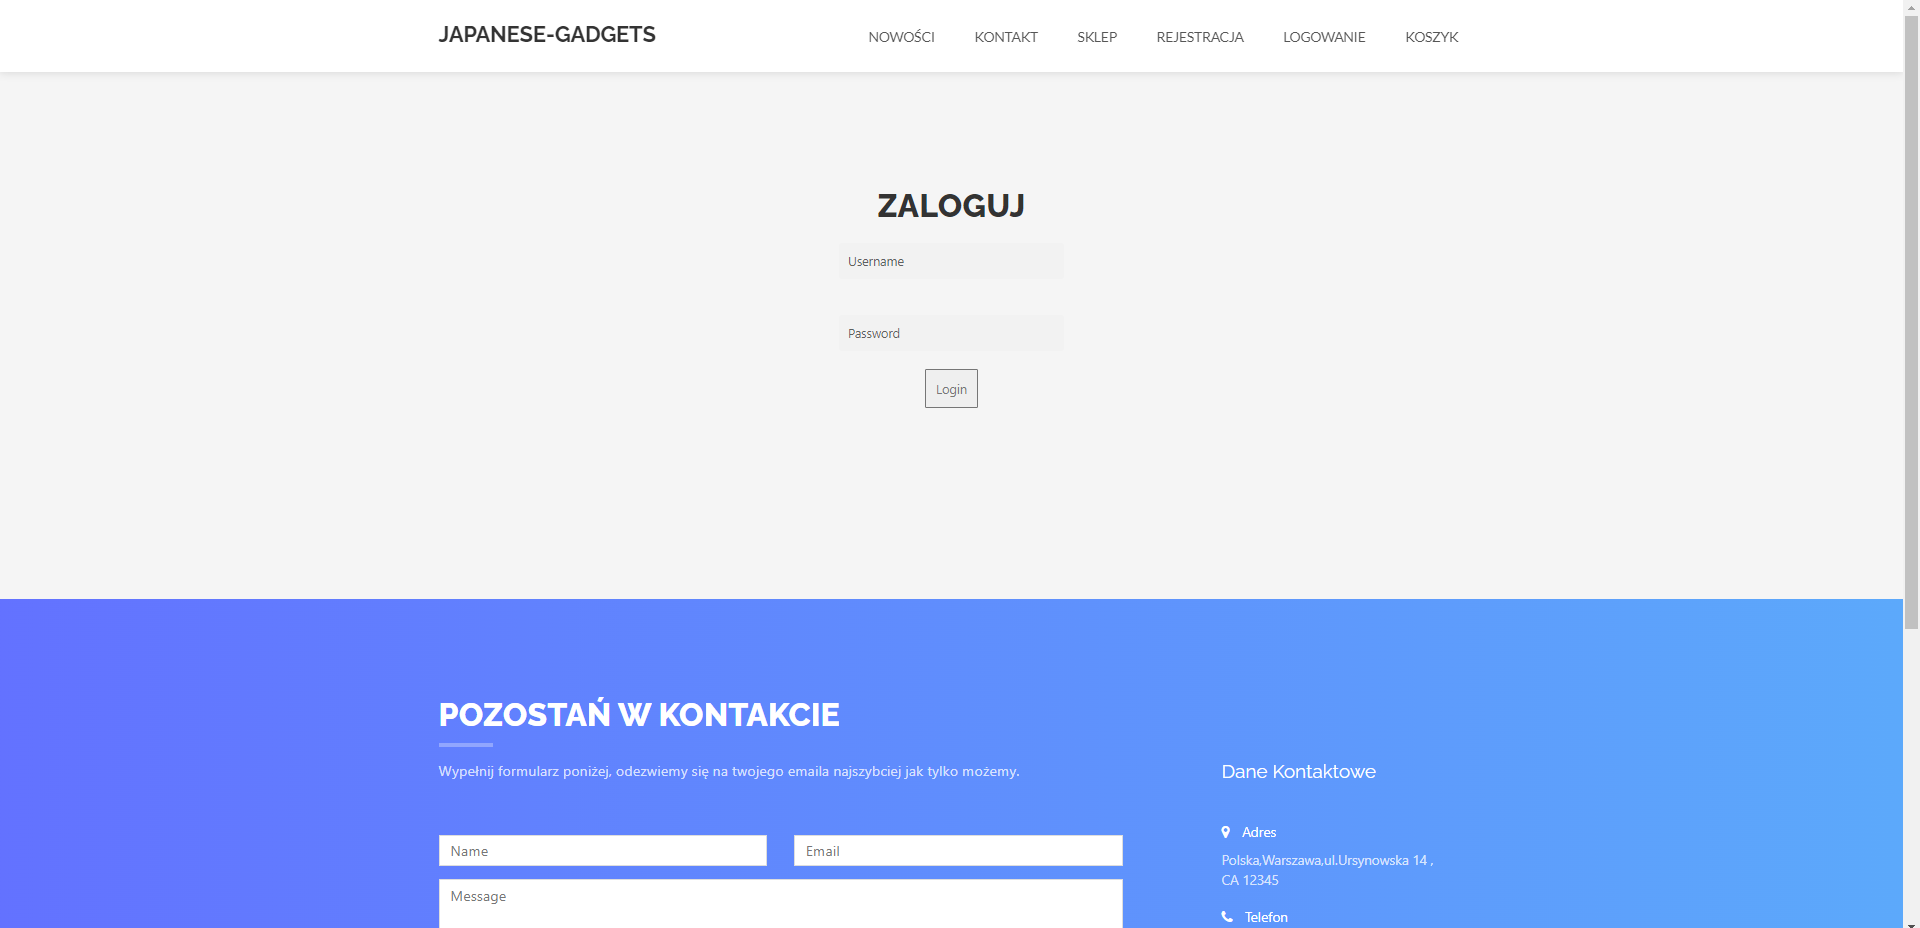 JAPANESE-GADGETS
NOWOŚCI KONTAKT SKLEP REJESTRACJA LOGOWANIE KOSZYK
ZALOGUJ
Username
Password
Login
POZOSTAŃ W KONTAKCIE
Wypełnij formularz poniżej, odezwiemy się na twojego emaila najszybciej jak tylko możemy.
Name Email
Message
Dane Kontaktowe
Adres
Polska,Warszawa,ul.Ursynowska 14 ,
CA 12345
Telefon